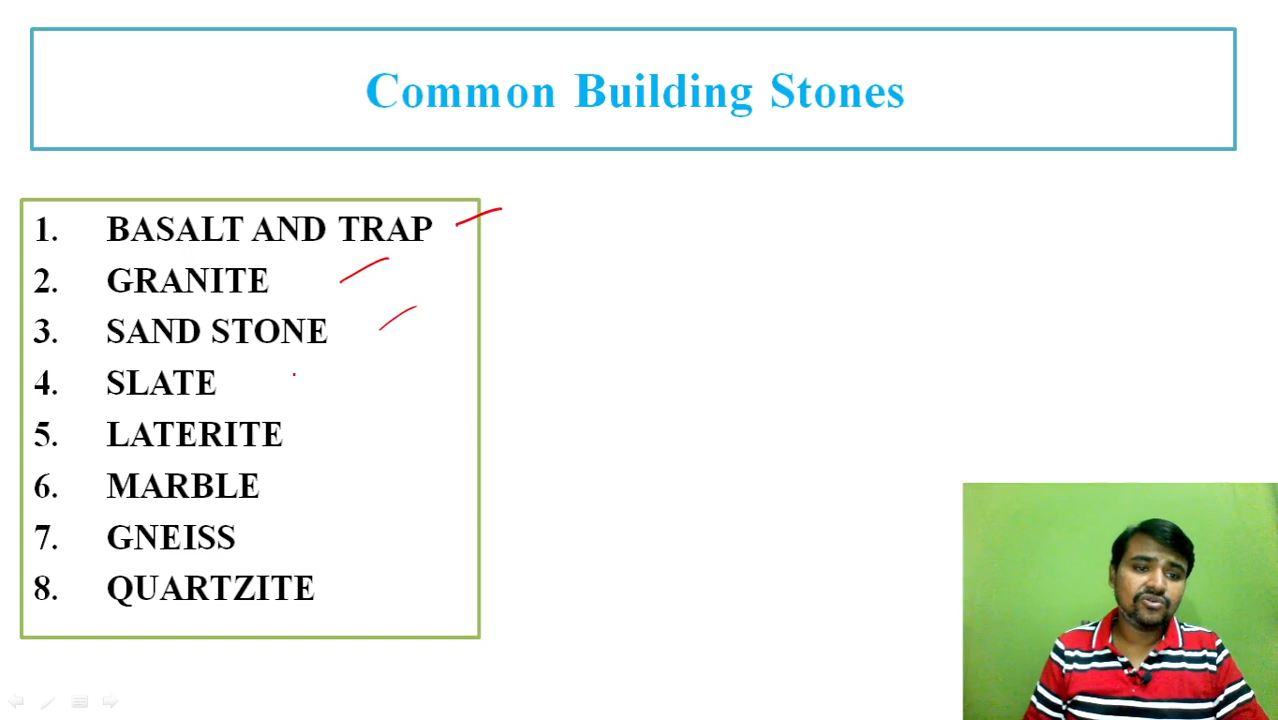 Common Building Stones
1. BASALT AND TRAP
2. GRANITE
3. SAND STONE
4. SLATE
5. LATERITE
6. MARBLE
7. GNEISS
8. QUARTZITE